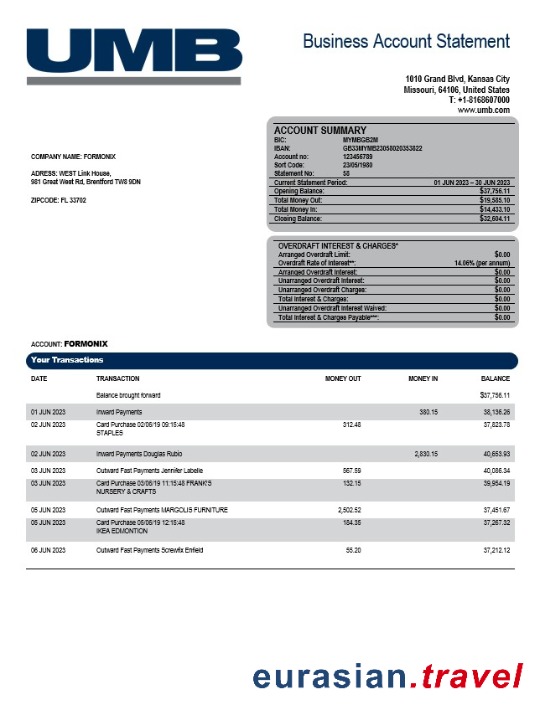 UMB
Business Account Statement
1010 Grand Blvd, Kansas City
Missouri, 64106, United States
T: +1-8168607000
www.umb.com
ACCOUNT SUMMARY
BIC: MYMBGB2M
IBAN: GB33MYMB23058020353822
Account no: 123456789
Sort Code: 23/05/1980
Statement No: 58
Current Statement Period: 01 JUN 2023 – 30 JUN 2023
Opening Balance: $37,756.11
Total Money Out: $19,585.10
Total Money In: $14,433.10
Closing Balance: $32,604.11
COMPANY NAME: FORMONIX
ADRESS: WEST Link House,
981 Great West Rd, Brentford TW8 9DN
ZIPCODE: FL 33702
OVERDRAFT INTEREST & CHARGES*
Arranged Overdraft Limit: $0.00
Overdraft Rate of Interest**: 14.06% (per annum)
Arranged Overdraft Interest: $0.00
Unarranged Overdraft Interest: $0.00
Unarranged Overdraft Charges: $0.00
Total Interest & Charges: $0.00
Unarranged Overdraft Interest Waived: $0.00
Total Interest & Charges Payable***: $0.00
ACCOUNT: FORMONIX
Your Transactions
DATE TRANSACTION MONEY OUT MONEY IN BALANCE
Balance brought forward $37,756.11
01 JUN 2023 Inward Payments 380.15 38,136.26
02 JUN 2023 Card Purchase 02/06/19 09:15:48 312.48 37,823.78
STAPLES
02 JUN 2023 Inward Payments Douglas Rubio 2,830.15 40,653.93
03 JUN 2023 Outward Fast Payments Jennifer Labelle 567.59 40,086.34
03 JUN 2023 Card Purchase 03/06/19 11:15:48 FRANK'S 132.15 39,954.19
NURSERY & CRAFTS
05 JUN 2023 Outward Fast Payments MARGOLIS FURNITURE 2,502.52 37,451.67
05 JUN 2023 Card Purchase 05/06/19 12:15:48 184.35 37,267.32
IKEA EDMONTION
06 JUN 2023 Outward Fast Payments Screwfix Enfield 55.20 37,212.12
eurasian.travel